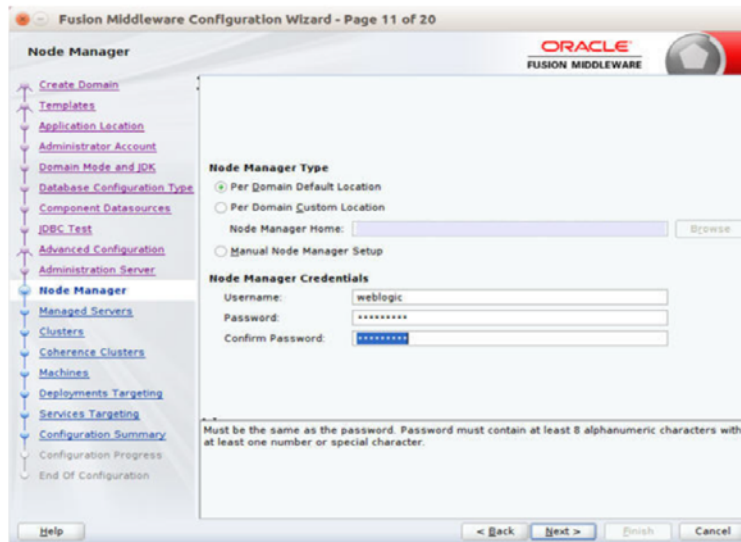 Fusion Middleware Configuration Wizard - Page 11 of 20
Node Manager
ORACLE
FUSION MIDDLEWARE
Create Domain
Templates
Application Location
Administrator Account
Domain Mode and JDK
Database Configuration Type
Component Datasources
JDBC Test
Advanced Configuration
Administration Server
Node Manager
Managed Servers
Clusters
Coherence Clusters
Machines
Deployments Targeting
Services Targeting
Configuration Summary
Configuration Progress
End Of Configuration
Node Manager Type
Per Domain Default Location
Per Domain Custom Location
Node Manager Home:
Browse
Manual Node Manager Setup
Node Manager Credentials
Username: weblogic
Password: •••••••••
Confirm Password: •••••••••
Must be the same as the password. Password must contain at least 8 alphanumeric characters with
at least one number or special character.
Help
< Back Next > Finish Cancel